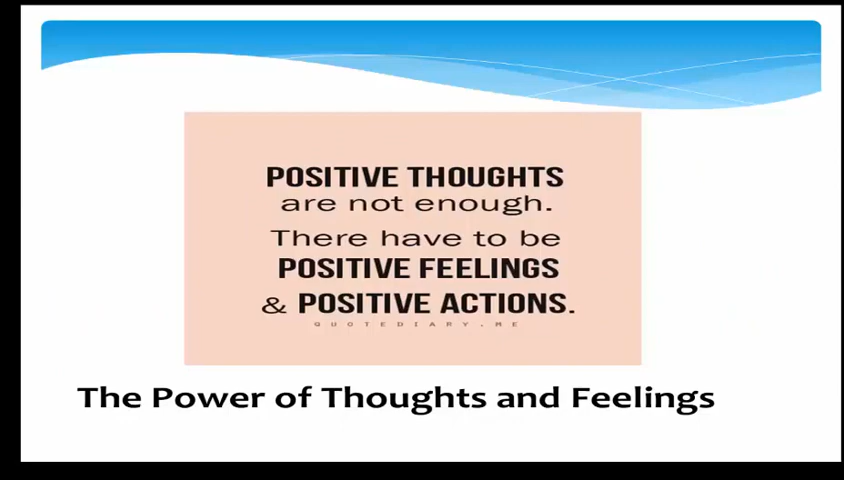 POSITIVE THOUGHTS
are not enough.
There have to be
POSITIVE FEELINGS
& POSITIVE ACTIONS.
QUOTEDIARY.ME
The Power of Thoughts and Feelings